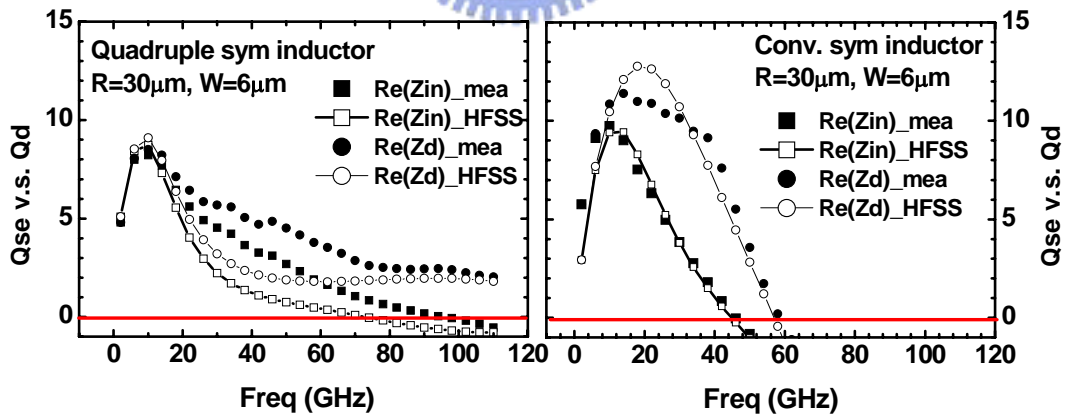 Quadruple sym inductor
R=30μm, W=6μm
Re(Zin)_mea
Re(Zin)_HFSS
Re(Zd)_mea
Re(Zd)_HFSS
Qse v.s. Qd
15
10
5
0
0 20 40 60 80 100 120
Freq (GHz)
Conv. sym inductor
R=30μm, W=6μm
Re(Zin)_mea
Re(Zin)_HFSS
Re(Zd)_mea
Re(Zd)_HFSS
15
10
5
0
Qse v.s. Qd
0 20 40 60 80 100 120
Freq (GHz)